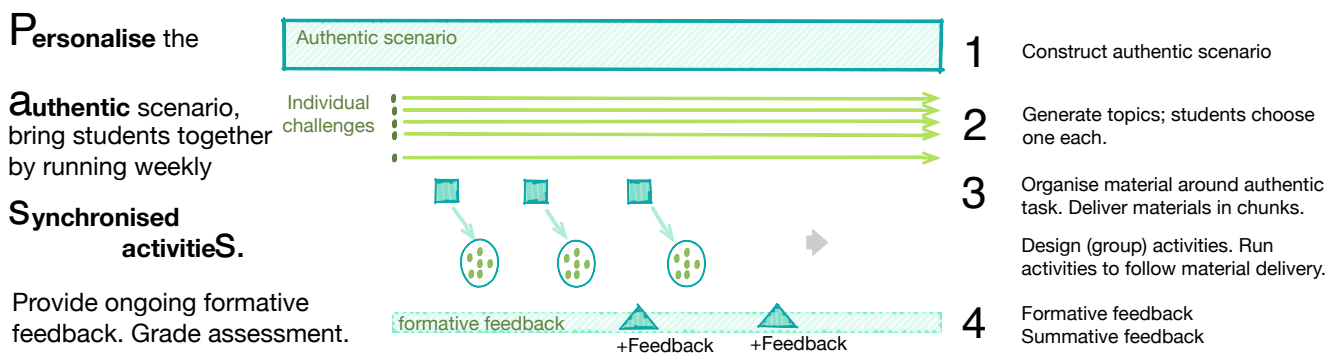 Personalise the
authentic scenario,
bring students together
by running weekly
Synchronised
activitieS.
Provide ongoing formative
feedback. Grade assessment.
Authentic scenario
Individual
challenges
formative feedback
+Feedback
+Feedback
1
Construct authentic scenario
2
Generate topics; students choose
one each.
3
Organise material around authentic
task. Deliver materials in chunks.
Design (group) activities. Run
activities to follow material delivery.
4
Formative feedback
Summative feedback